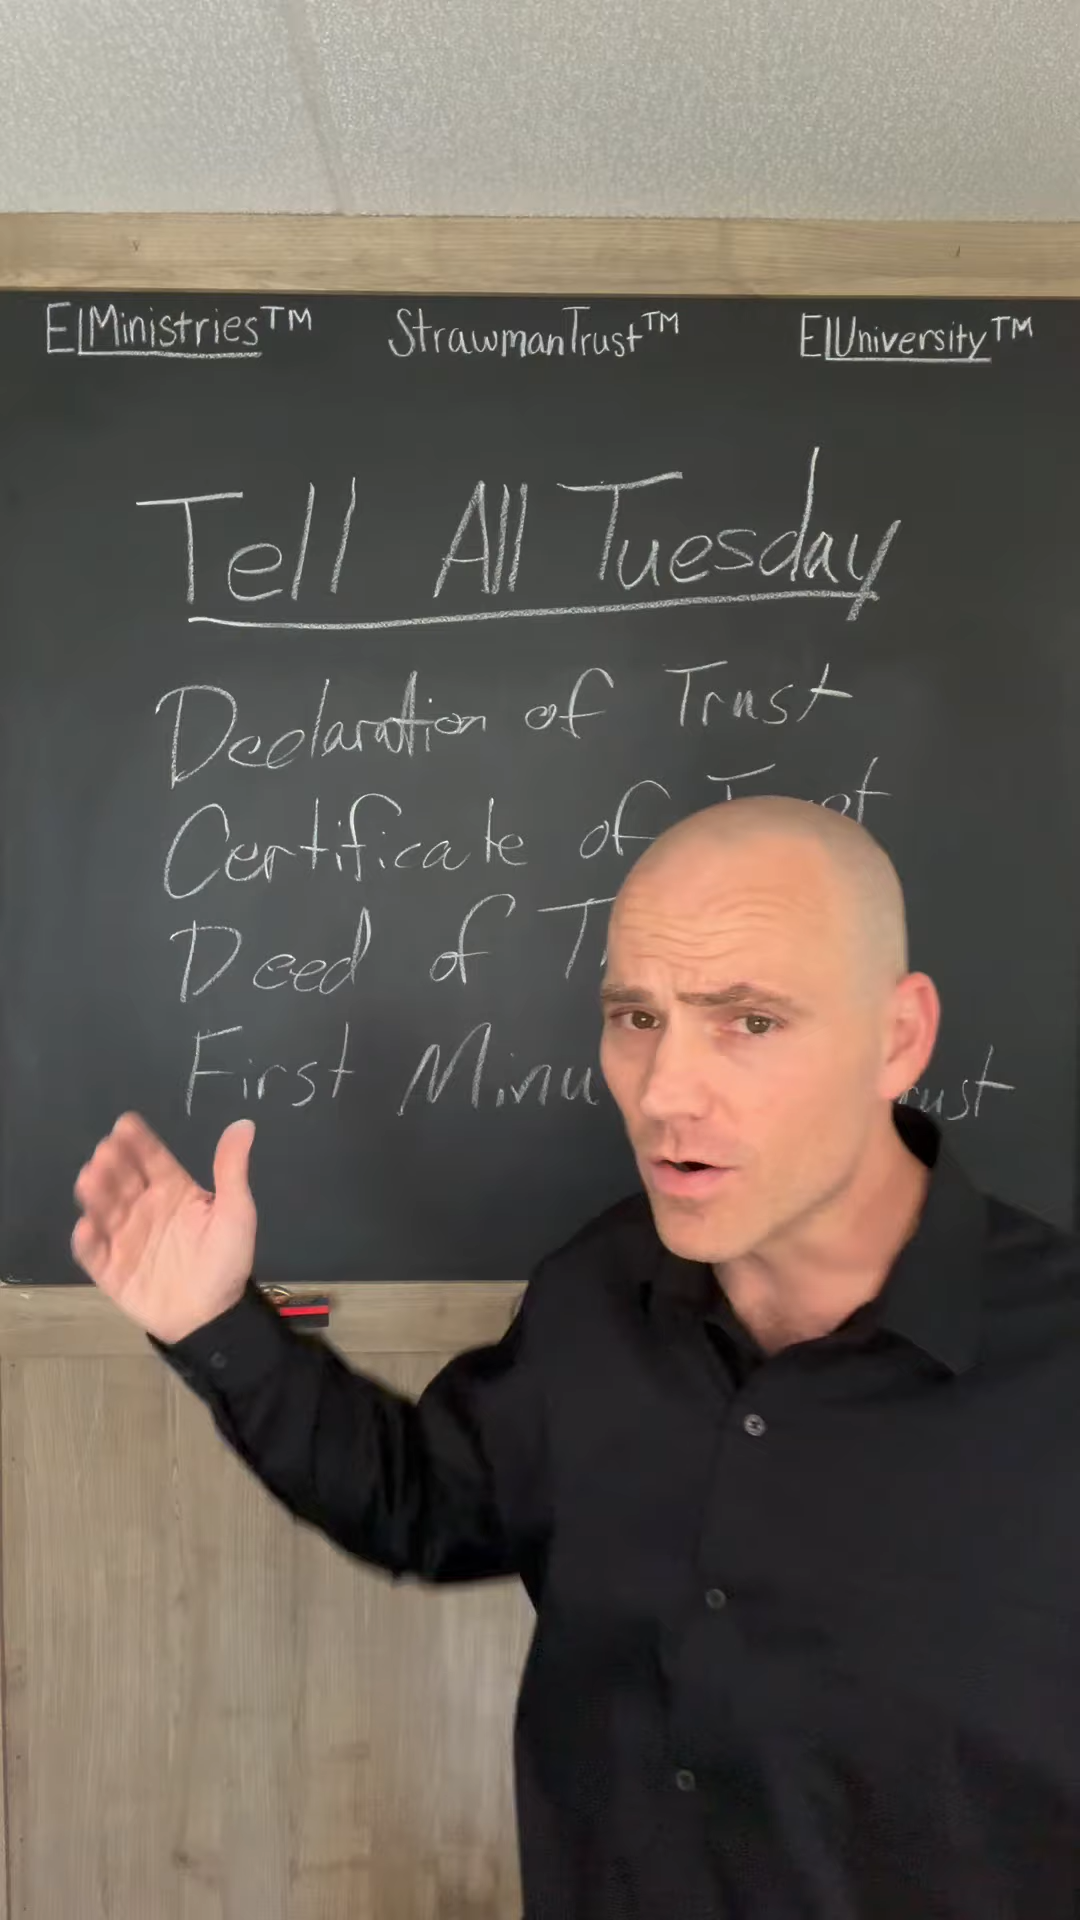 ELMinistries™ StrawmanTrust™ ELUniversity™
Tell All Tuesday
Declaration of Trust
Certificate of
Deed of
First